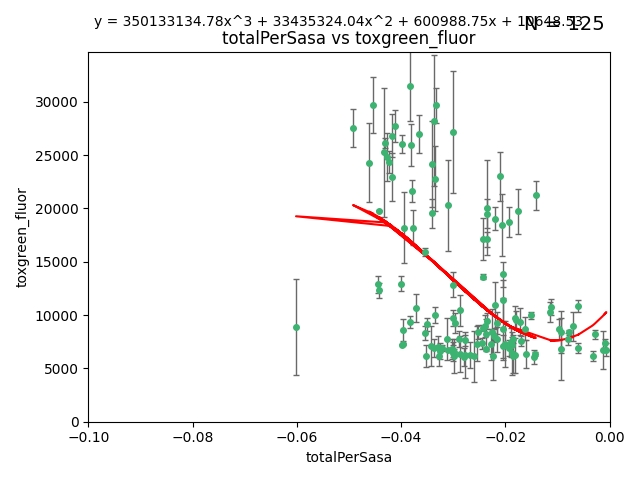 y = 350133134.78x^3 + 33435324.04x^2 + 600988.75x + 10648.53
N = 125
totalPerSasa vs toxgreen_fluor
30000
25000
20000
15000
10000
5000
0
toxgreen_fluor
−0.10 −0.08 −0.06 −0.04 −0.02 0.00
totalPerSasa